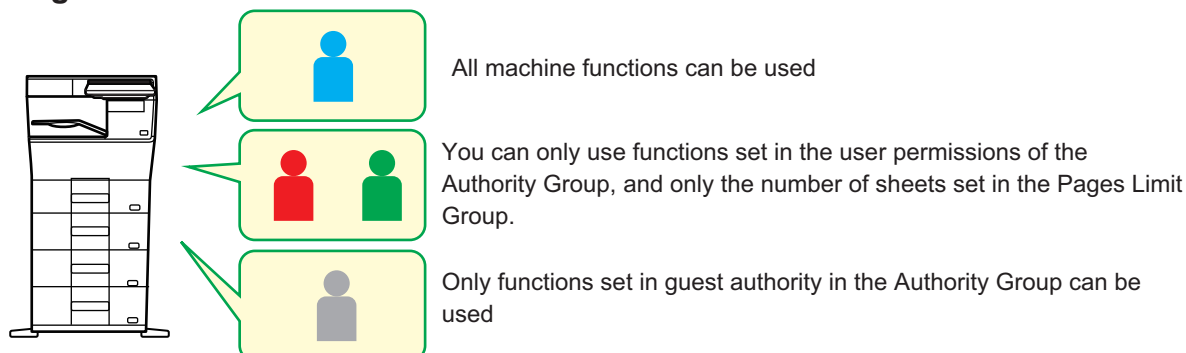 All machine functions can be used
You can only use functions set in the user permissions of the
Authority Group, and only the number of sheets set in the Pages Limit
Group.
Only functions set in guest authority in the Authority Group can be
used